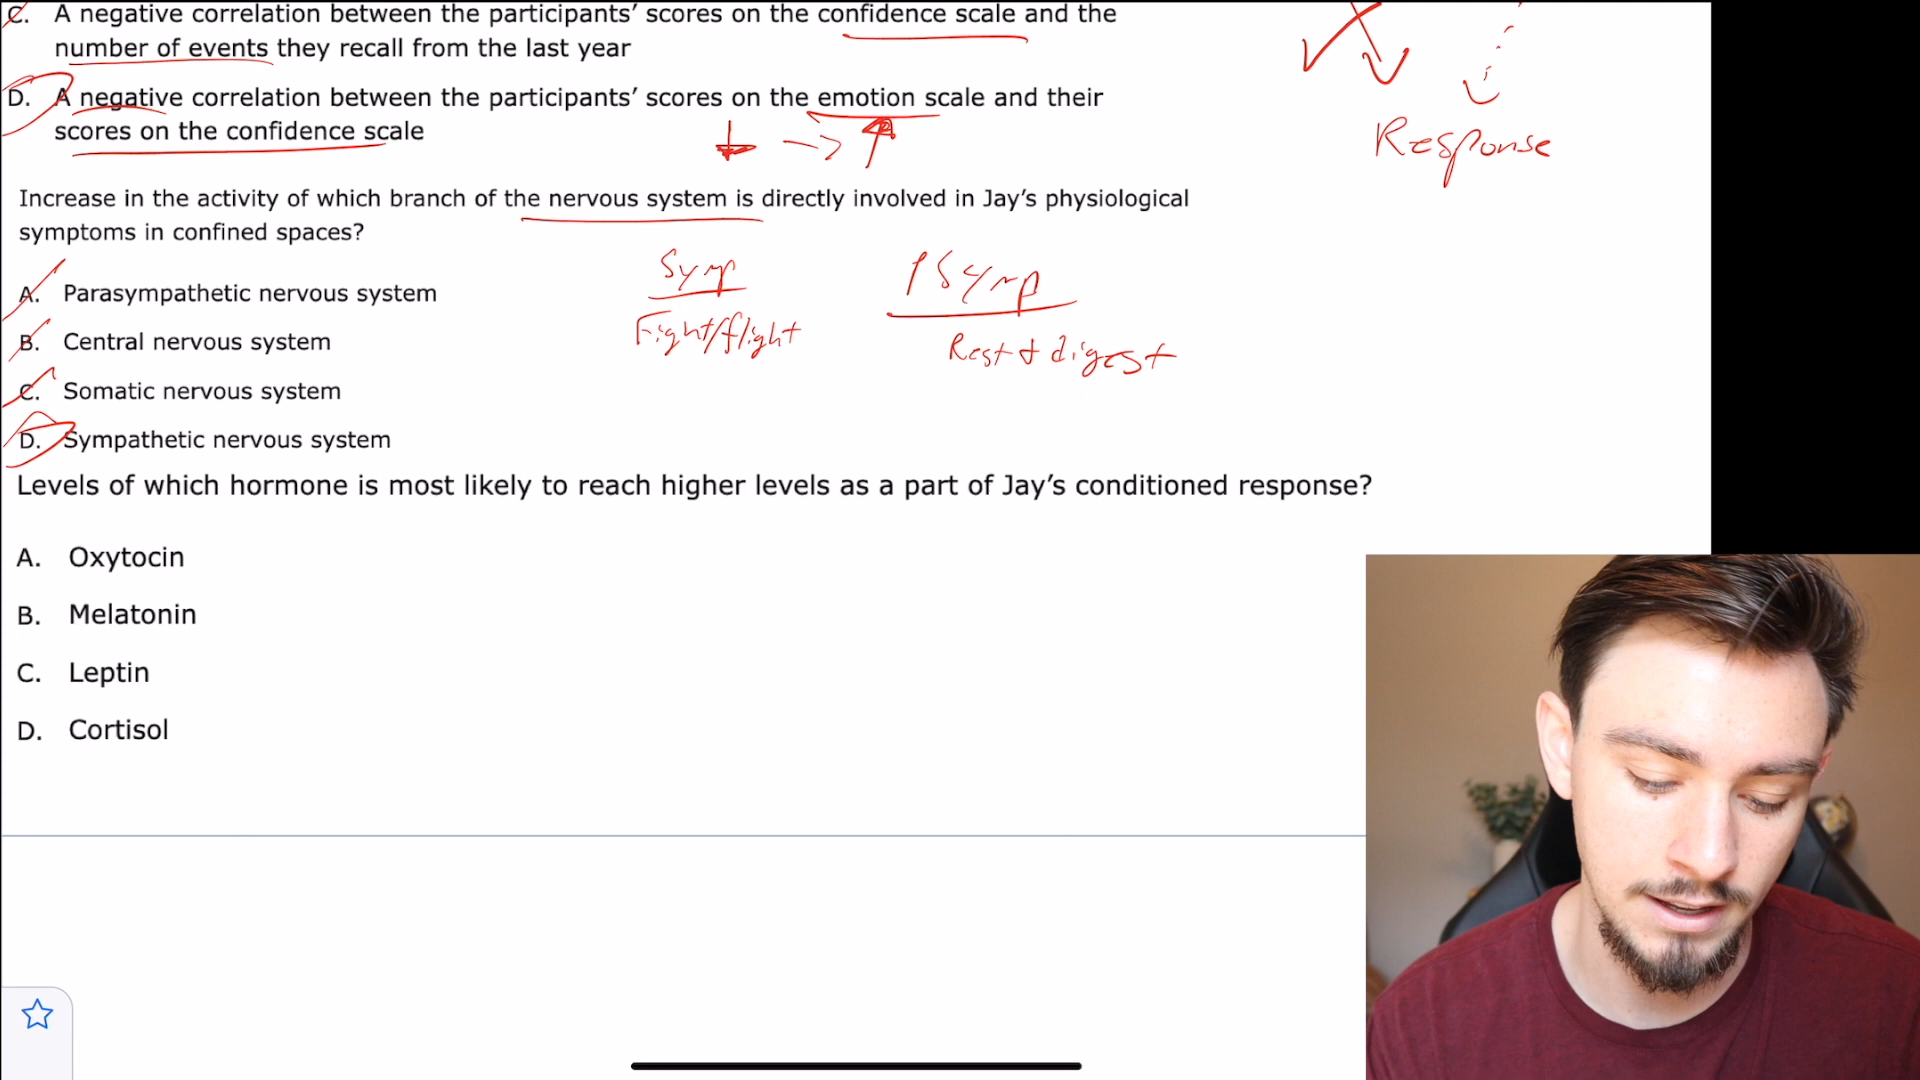 C. A negative correlation between the participants’ scores on the confidence scale and the
number of events they recall from the last year
D. A negative correlation between the participants’ scores on the emotion scale and their
scores on the confidence scale
Response
Increase in the activity of which branch of the nervous system is directly involved in Jay’s physiological
symptoms in confined spaces?
Symp
PSymp
Fight/flight
Rest & digest
A. Parasympathetic nervous system
B. Central nervous system
C. Somatic nervous system
D. Sympathetic nervous system
Levels of which hormone is most likely to reach higher levels as a part of Jay’s conditioned response?
A. Oxytocin
B. Melatonin
C. Leptin
D. Cortisol